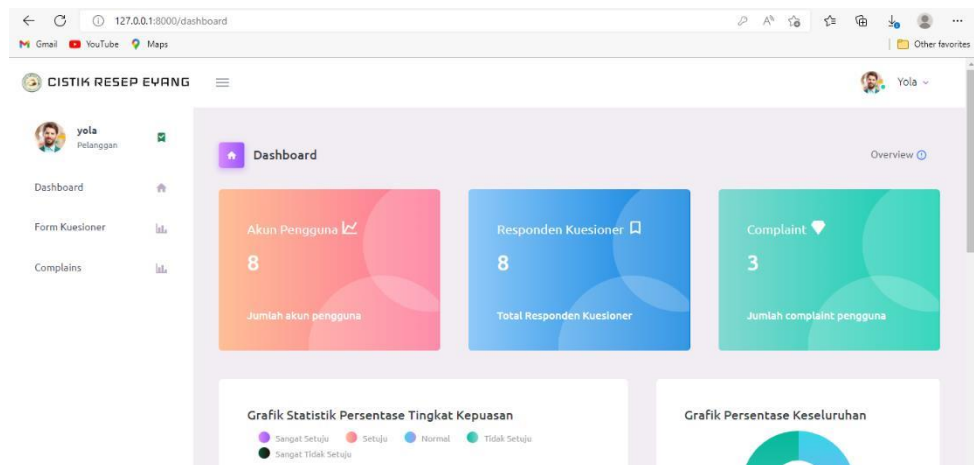 127.0.0.1:8000/dashboard
Gmail YouTube Maps Other favorites
CISTIK RESEP EYANG Yola
yola
Pelanggan
Dashboard
Form Kuesioner
Complains
Dashboard Overview
Akun Pengguna
8
Jumlah akun pengguna
Responden Kuesioner
8
Total Responden Kuesioner
Complaint
3
Jumlah complaint pengguna
Grafik Statistik Persentase Tingkat Kepuasan
Sangat Setuju Setuju Normal Tidak Setuju
Sangat Tidak Setuju
Grafik Persentase Keseluruhan